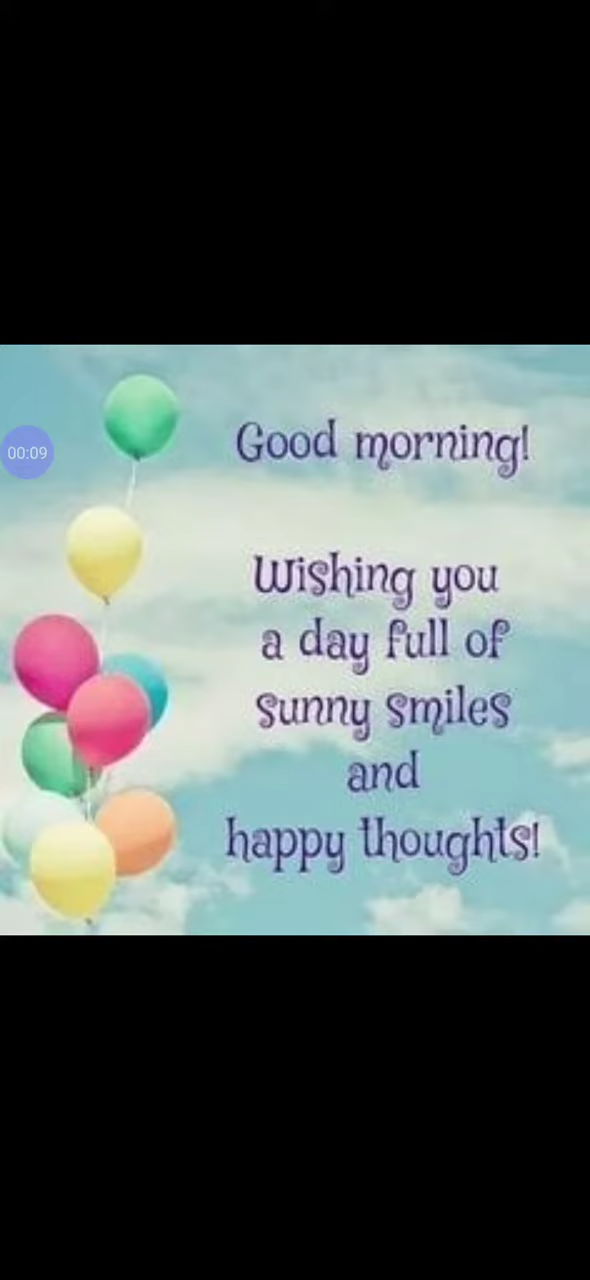 Good morning!
00:09
Wishing you
a day full of
sunny smiles
and
happy thoughts!